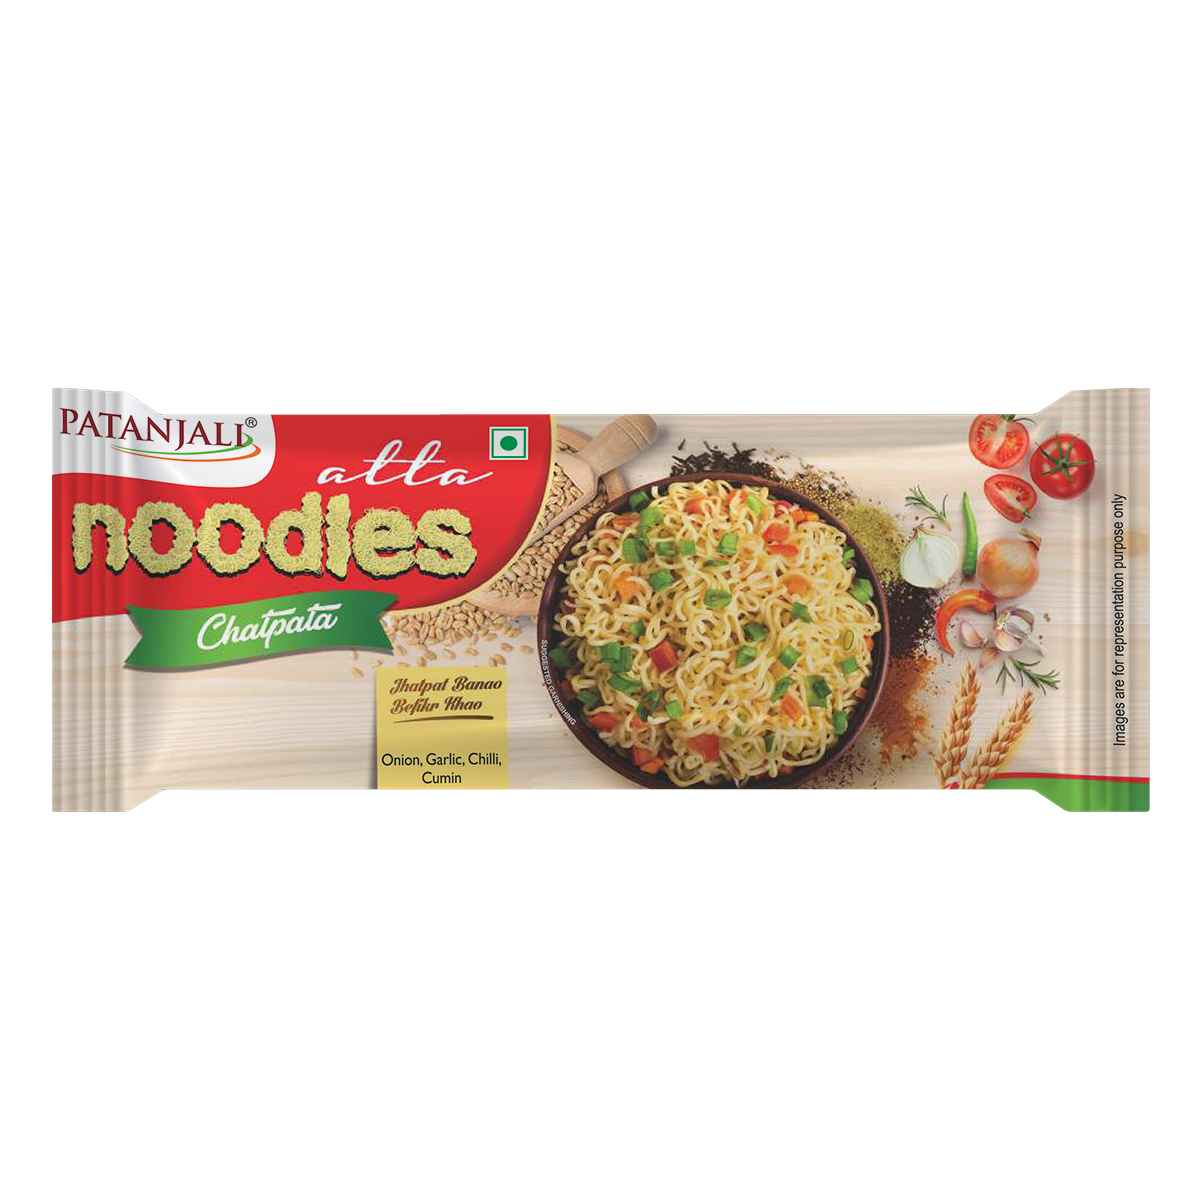 PATANJALI®
atta
noodles
Chatpata
Jhatpat Banao
Befikr Khao
Onion, Garlic, Chilli,
Cumin
SUGGESTED GARNISHING
Images are for representation purpose only